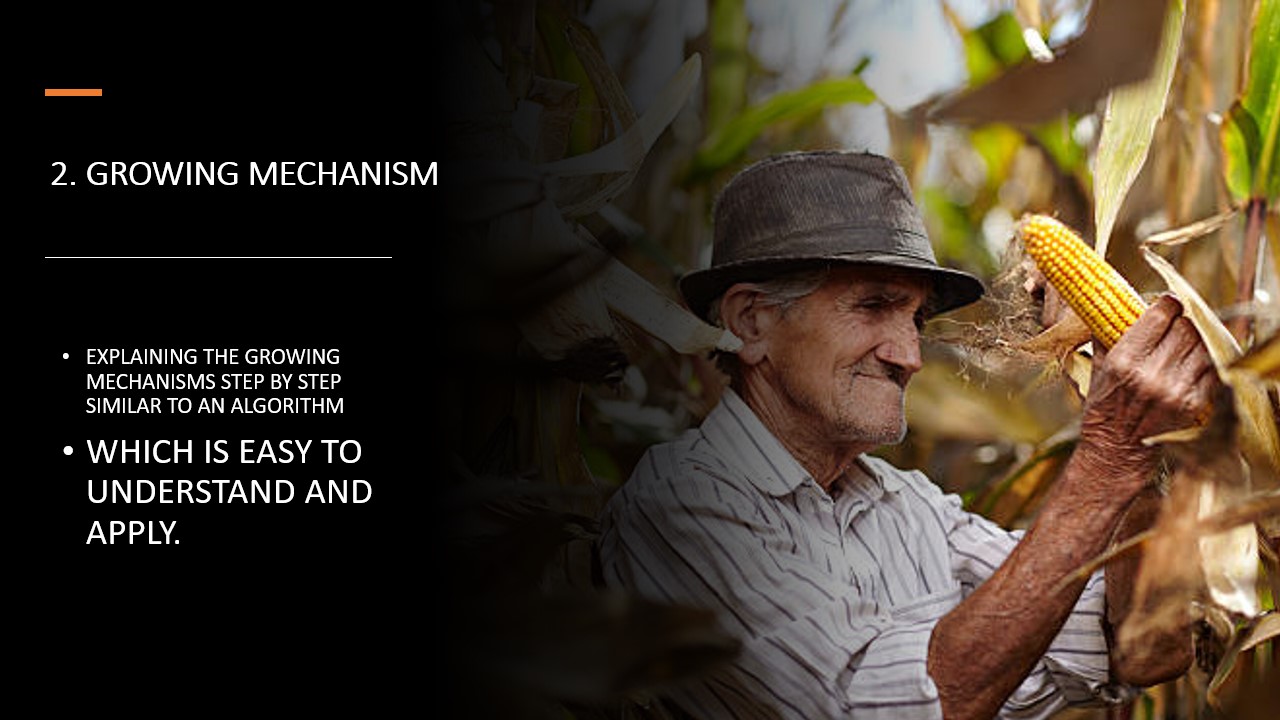 2. GROWING MECHANISM
• EXPLAINING THE GROWING
MECHANISMS STEP BY STEP
SIMILAR TO AN ALGORITHM
• WHICH IS EASY TO
UNDERSTAND AND
APPLY.